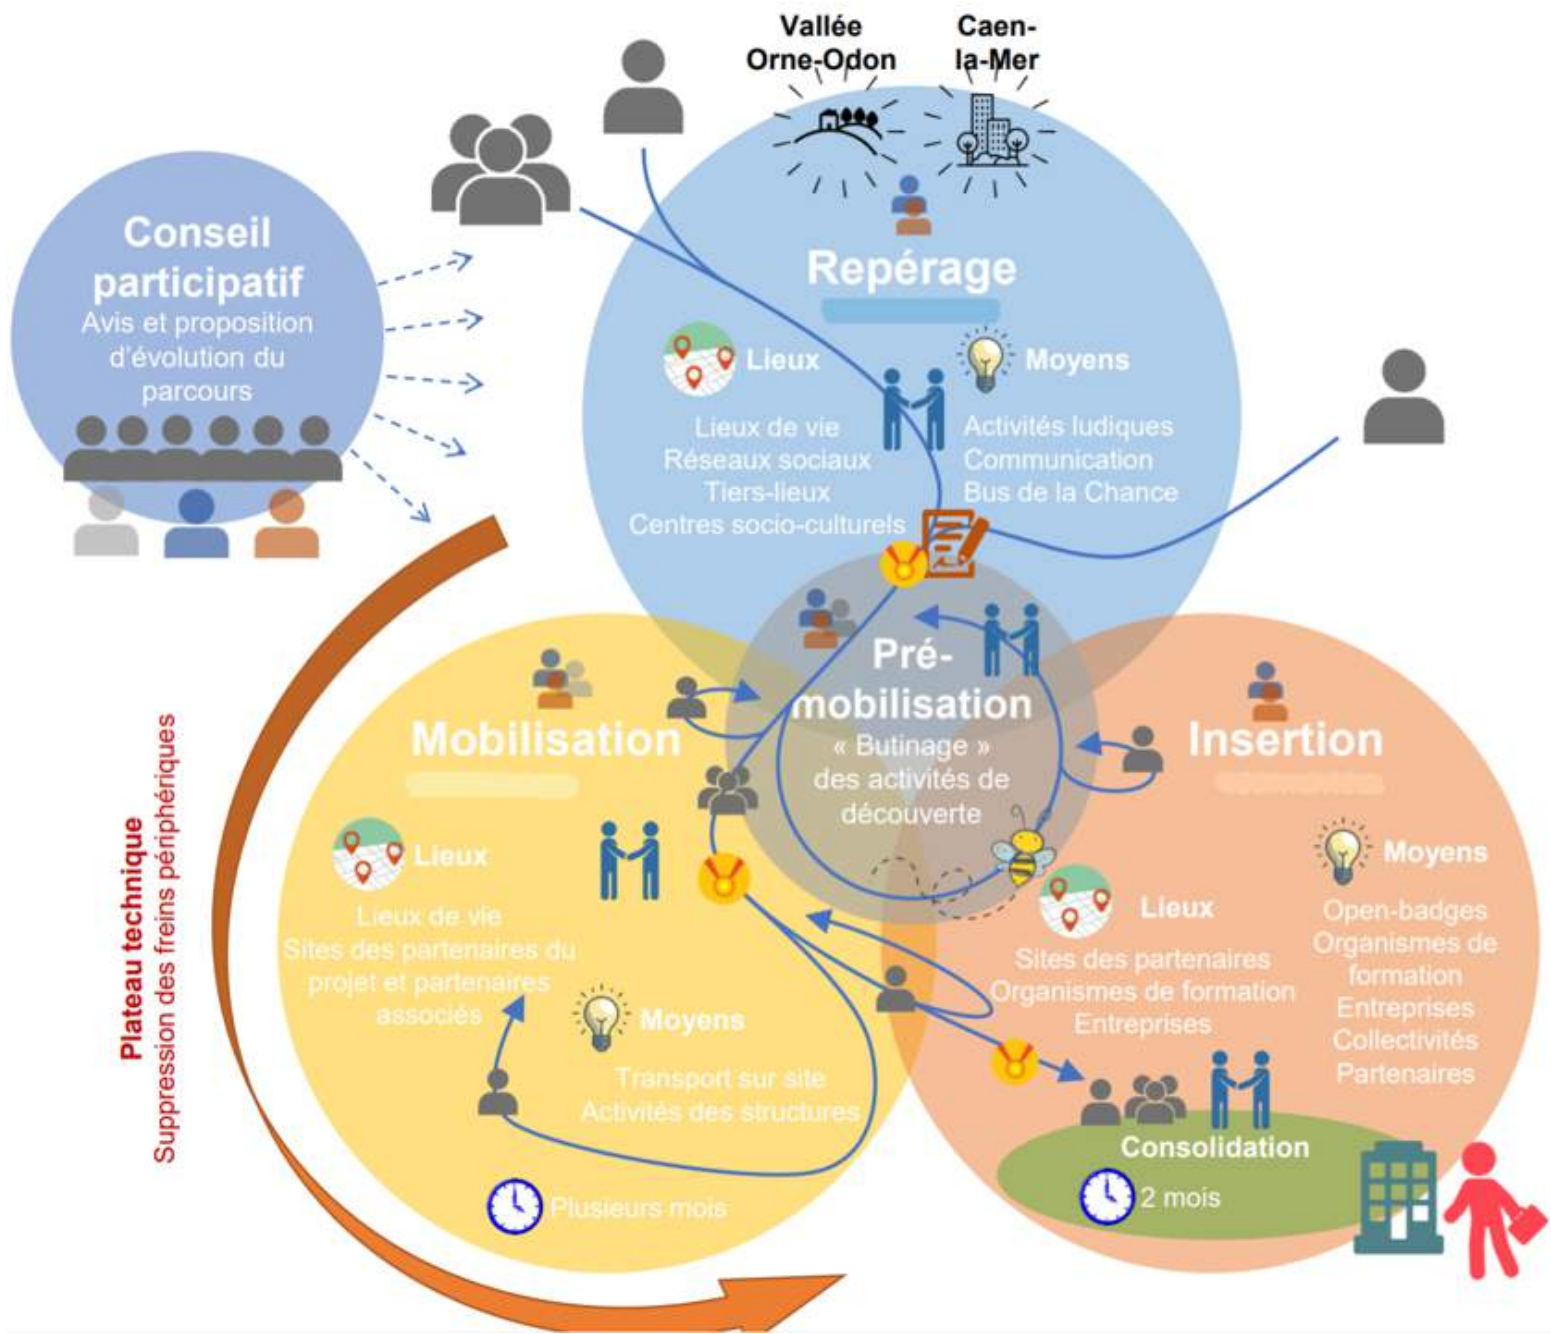 Vallée
Orne-Odon
Caen-
la-Mer
Conseil
participatif
Avis et proposition
d'évolution du
parcours
Repérage
Lieux
Lieux de vie
Réseaux sociaux
Tiers-lieux
Centres socio-culturels
Moyens
Activités ludiques
Communication
Bus de la Chance
Pré-
mobilisation
« Butinage »
des activités de
découverte
Mobilisation
Lieux
Lieux de vie
Sites des partenaires du
projet et partenaires
associés
Moyens
Transport sur site
Activités des structures
Plusieurs mois
Insertion
Lieux
Sites des partenaires
Organismes de formation
Entreprises
Moyens
Open-badges
Organismes de
formation
Entreprises
Collectivités
Partenaires
Consolidation
2 mois
Plateau technique
Suppression des freins périphériques